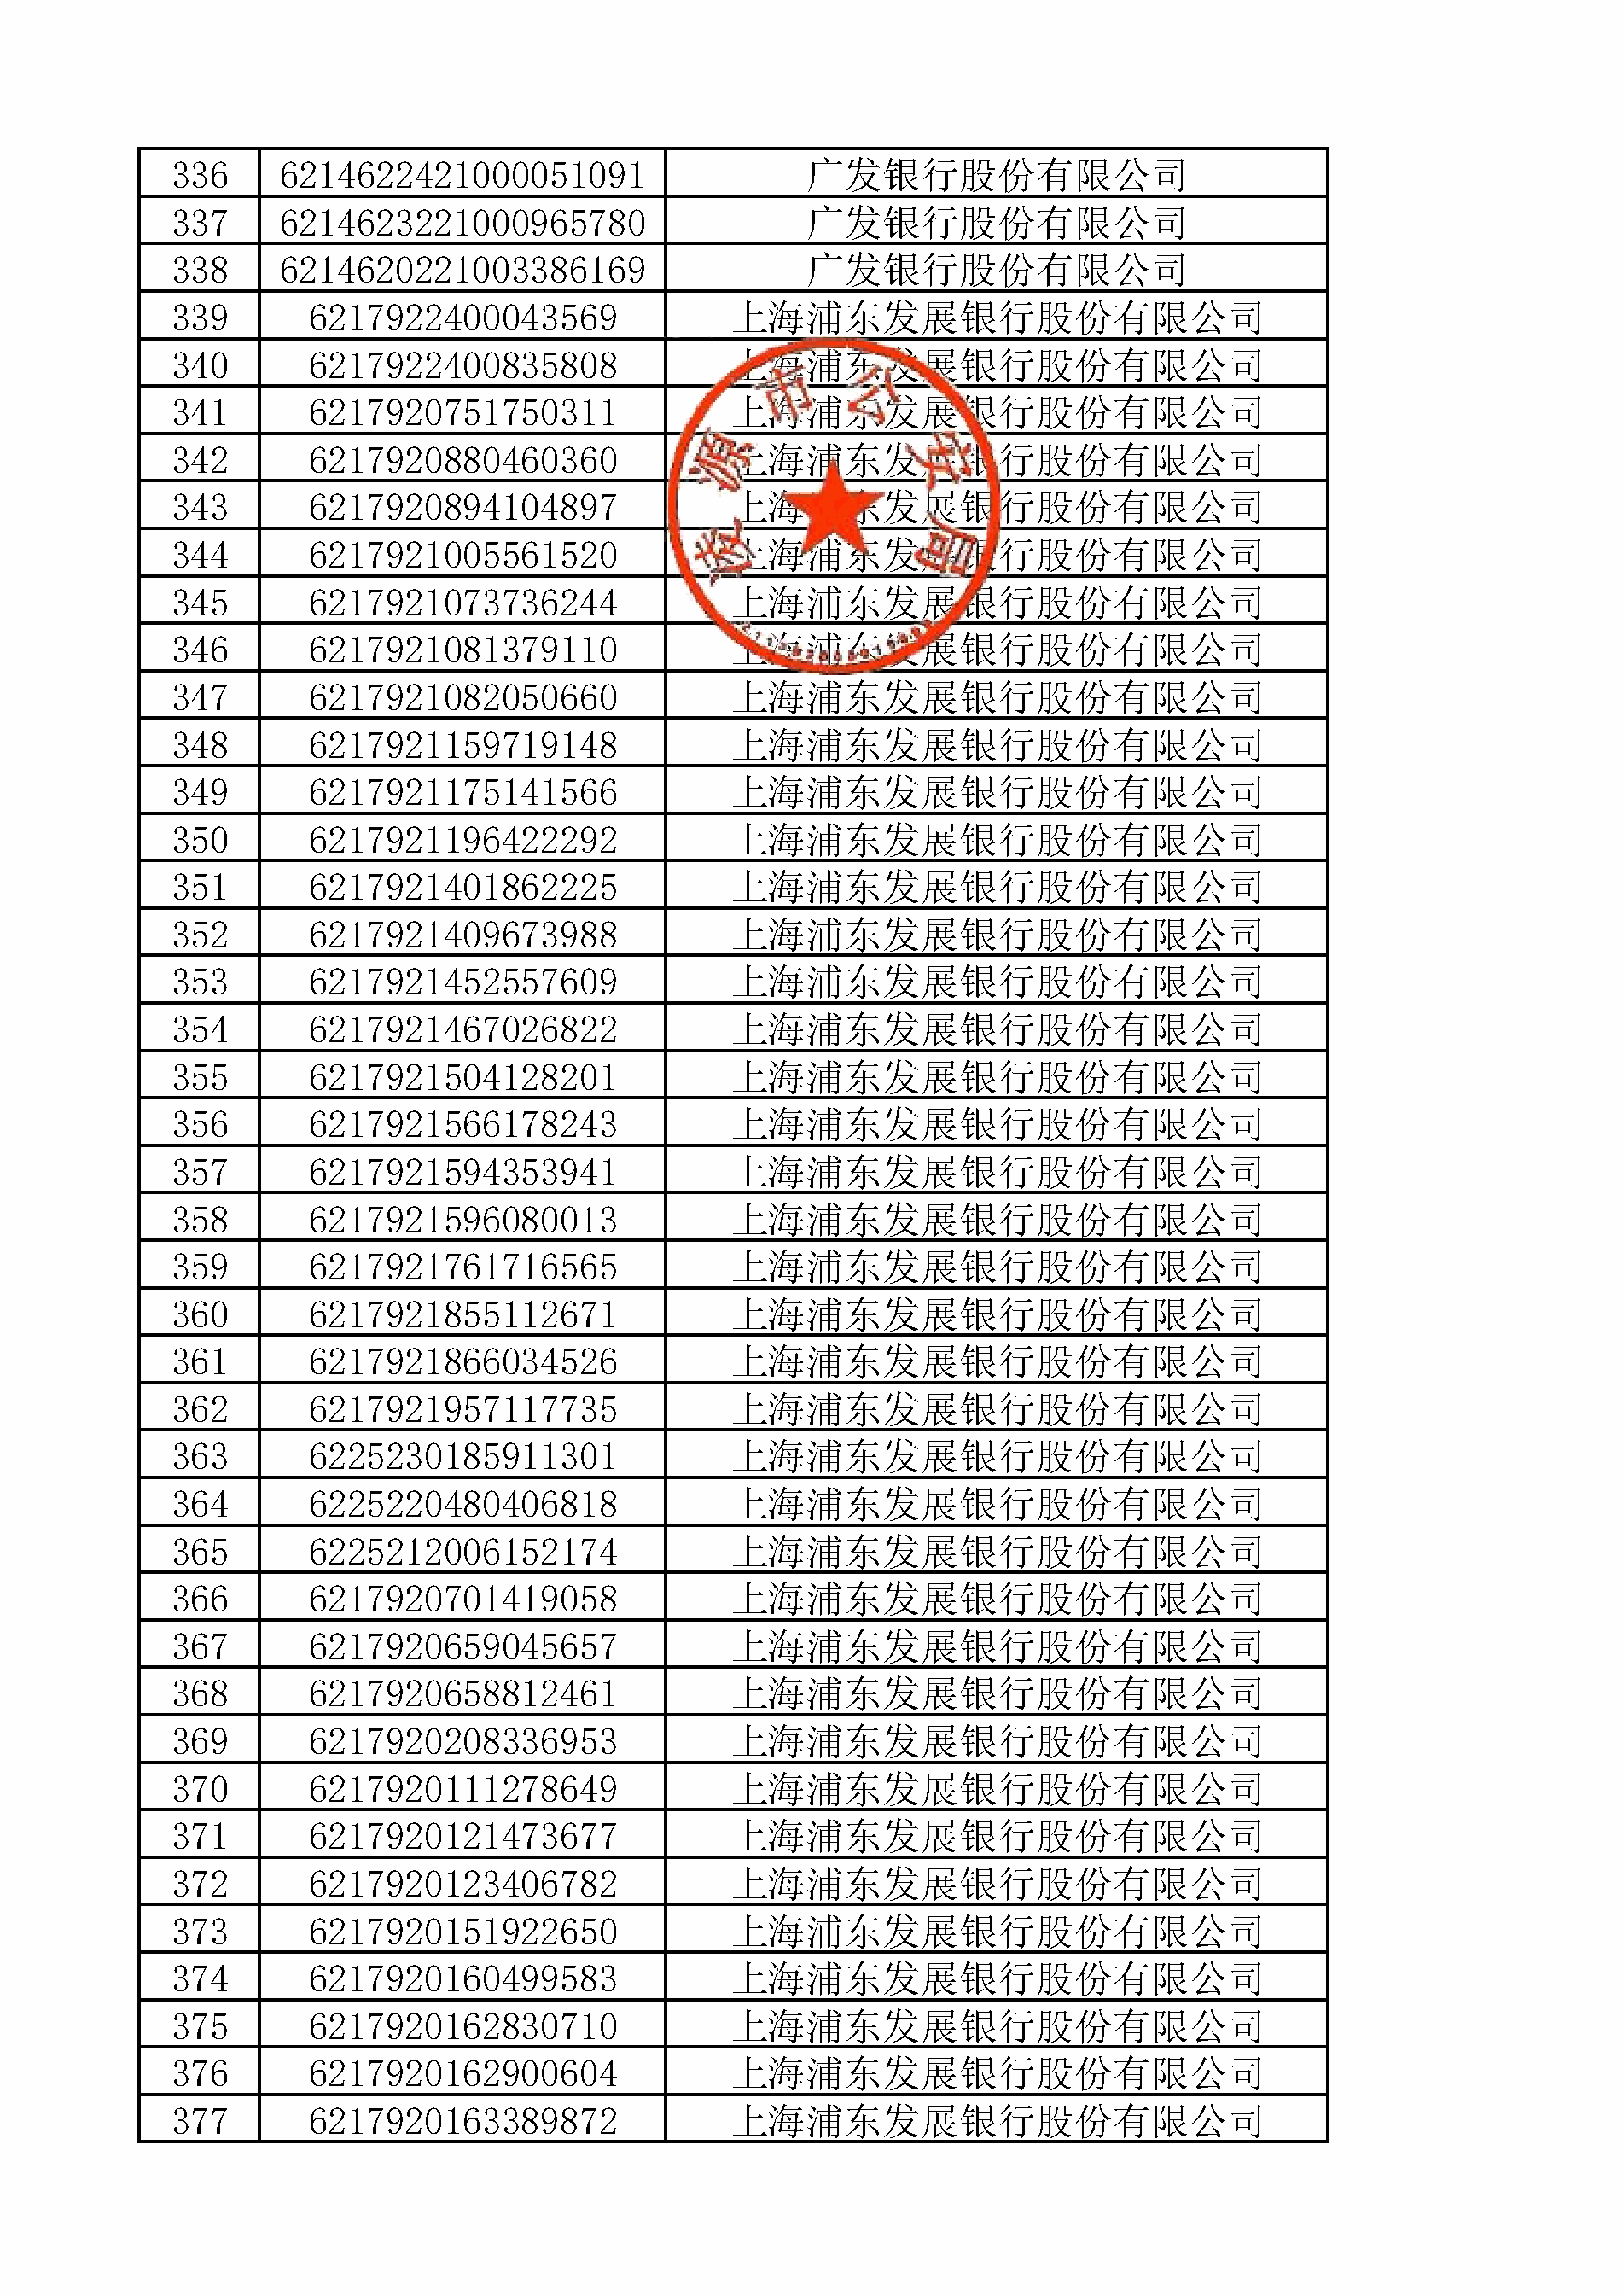 336 6214622421000051091 广发银行股份有限公司
337 6214623221000965780 广发银行股份有限公司
338 6214620221003386169 广发银行股份有限公司
339 6217922400043569 上海浦东发展银行股份有限公司
340 6217922400835808 上海浦东发展银行股份有限公司
341 6217920751750311 上海浦东发展银行股份有限公司
342 6217920880460360 上海浦东发展银行股份有限公司
343 6217920894104897 上海浦东发展银行股份有限公司
344 6217921005561520 上海浦东发展银行股份有限公司
345 6217921073736244 上海浦东发展银行股份有限公司
346 6217921081379110 上海浦东发展银行股份有限公司
347 6217921082050660 上海浦东发展银行股份有限公司
348 6217921159719148 上海浦东发展银行股份有限公司
349 6217921175141566 上海浦东发展银行股份有限公司
350 6217921196422292 上海浦东发展银行股份有限公司
351 6217921401862225 上海浦东发展银行股份有限公司
352 6217921409673988 上海浦东发展银行股份有限公司
353 6217921452557609 上海浦东发展银行股份有限公司
354 6217921467026822 上海浦东发展银行股份有限公司
355 6217921504128201 上海浦东发展银行股份有限公司
356 6217921566178243 上海浦东发展银行股份有限公司
357 6217921594353941 上海浦东发展银行股份有限公司
358 6217921596080013 上海浦东发展银行股份有限公司
359 6217921761716565 上海浦东发展银行股份有限公司
360 6217921855112671 上海浦东发展银行股份有限公司
361 6217921866034526 上海浦东发展银行股份有限公司
362 6217921957117735 上海浦东发展银行股份有限公司
363 6225230185911301 上海浦东发展银行股份有限公司
364 6225220480406818 上海浦东发展银行股份有限公司
365 6225212006152174 上海浦东发展银行股份有限公司
366 6217920701419058 上海浦东发展银行股份有限公司
367 6217920659045657 上海浦东发展银行股份有限公司
368 6217920658812461 上海浦东发展银行股份有限公司
369 6217920208336953 上海浦东发展银行股份有限公司
370 6217920111278649 上海浦东发展银行股份有限公司
371 6217920121473677 上海浦东发展银行股份有限公司
372 6217920123406782 上海浦东发展银行股份有限公司
373 6217920151922650 上海浦东发展银行股份有限公司
374 6217920160499583 上海浦东发展银行股份有限公司
375 6217920162830710 上海浦东发展银行股份有限公司
376 6217920162900604 上海浦东发展银行股份有限公司
377 6217920163389872 上海浦东发展银行股份有限公司
凌源市公安局